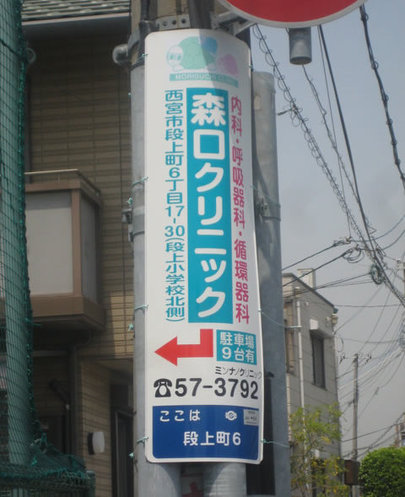 MORIGUCHI CLINIC
内科・呼吸器科・循環器科
森口クリニック
西宮市段上町6丁目17-30(段上小学校北側)
駐車場
9台有
ミンナノクリニック
☎57-3792
ここは
段上町6